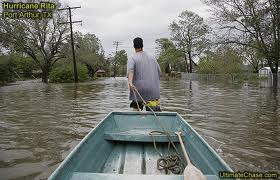 Hurricane Rita
Port Arthur, TX
UltimateChase.com